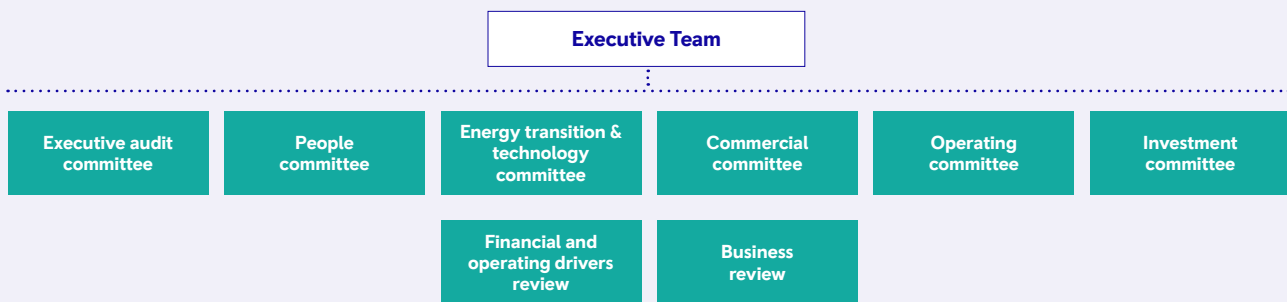 Executive Team
Executive audit
committee
People
committee
Energy transition &
technology
committee
Commercial
committee
Operating
committee
Investment
committee
Financial and
operating drivers
review
Business
review